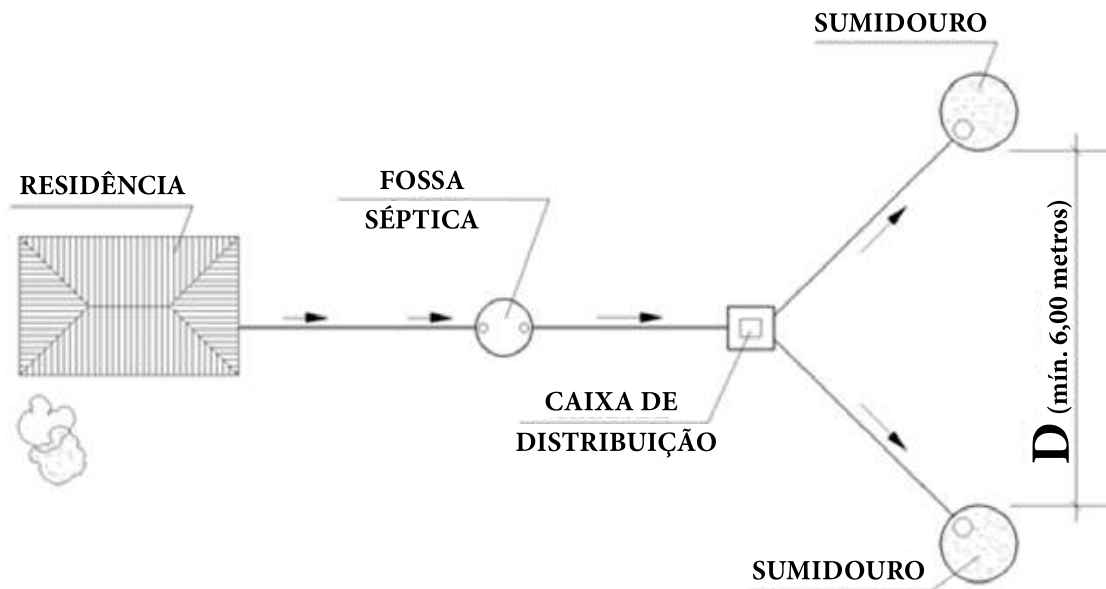 SUMIDOURO
RESIDÊNCIA
FOSSA
SÉPTICA
CAIXA DE
DISTRIBUIÇÃO
D (mín. 6,00 metros)
SUMIDOURO